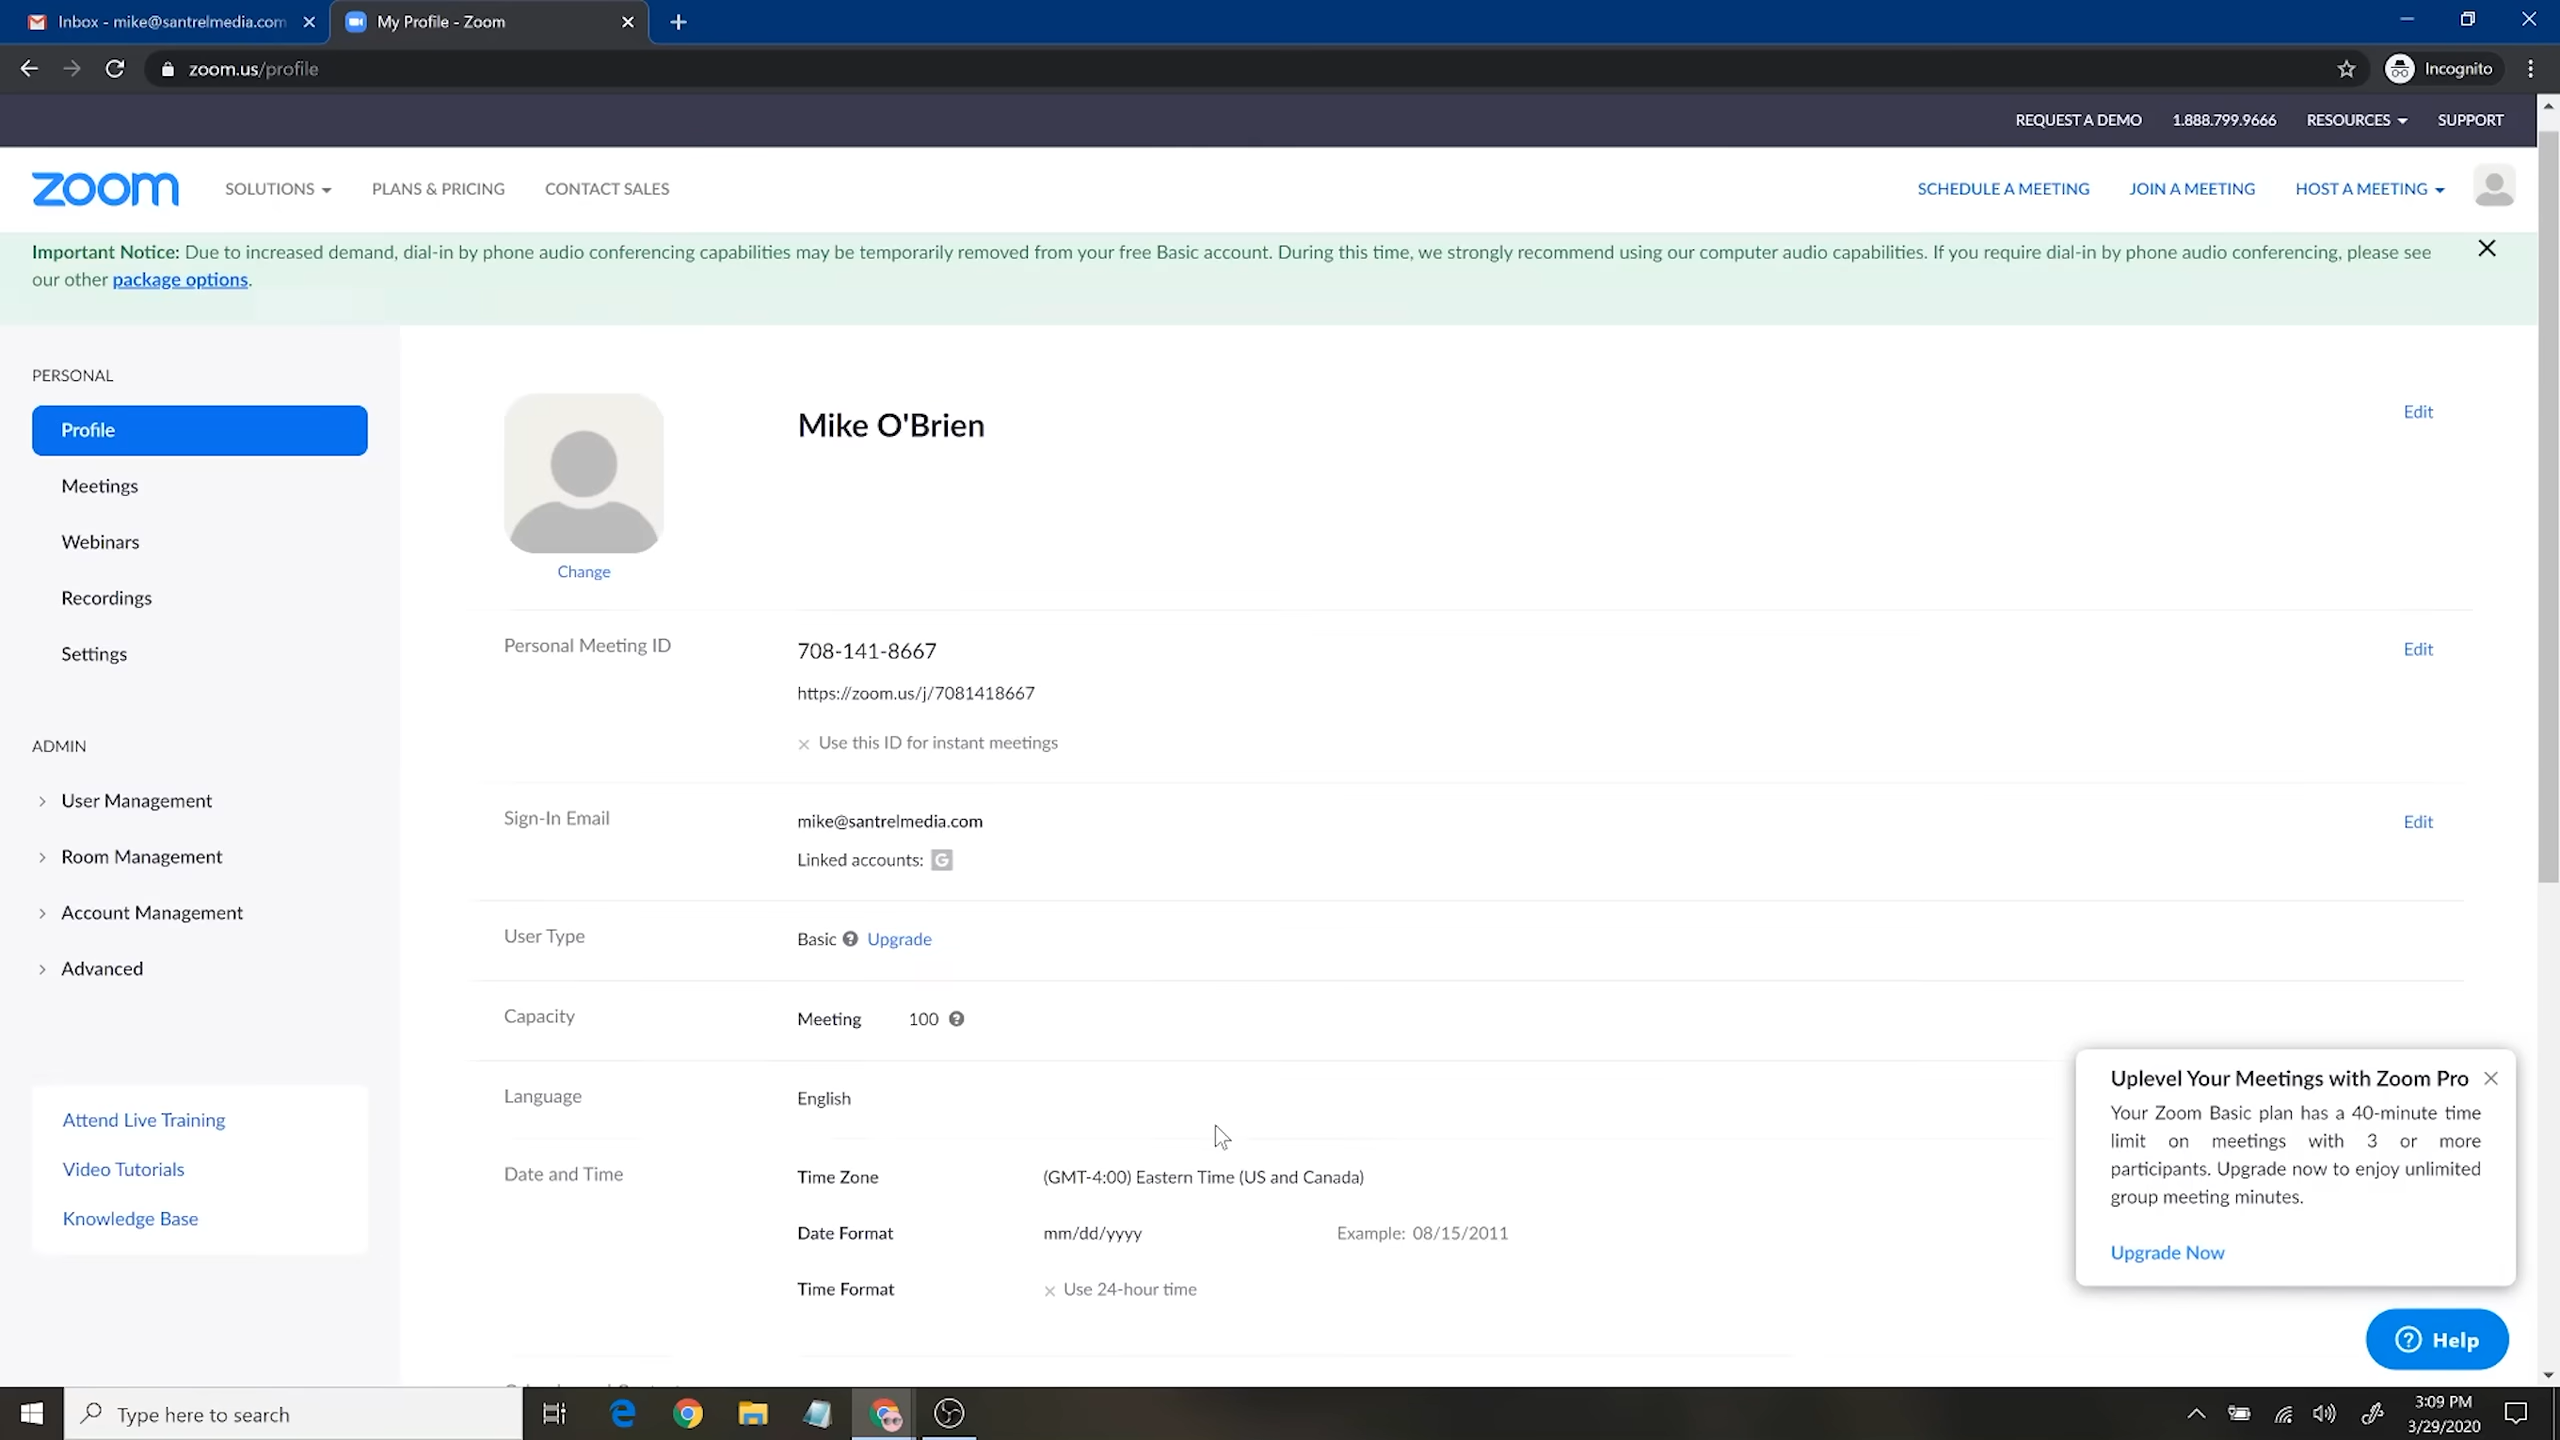 Inbox - mike@santrelmedia.com
My Profile - Zoom
zoom.us/profile
Incognito
REQUEST A DEMO
1.888.799.9666
RESOURCES
SUPPORT
zoom
SOLUTIONS
PLANS & PRICING
CONTACT SALES
SCHEDULE A MEETING
JOIN A MEETING
HOST A MEETING
Important Notice: Due to increased demand, dial-in by phone audio conferencing capabilities may be temporarily removed from your free Basic account. During this time, we strongly recommend using our computer audio capabilities. If you require dial-in by phone audio conferencing, please see
our other package options.
PERSONAL
Profile
Meetings
Webinars
Recordings
Settings
ADMIN
User Management
Room Management
Account Management
Advanced
Attend Live Training
Video Tutorials
Knowledge Base
Mike O'Brien
Edit
Change
Personal Meeting ID
708-141-8667
Edit
https://zoom.us/j/7081418667
Use this ID for instant meetings
Sign-In Email
mike@santrelmedia.com
Edit
Linked accounts: G
User Type
Basic Upgrade
Capacity
Meeting 100
Language
English
Date and Time
Time Zone
(GMT-4:00) Eastern Time (US and Canada)
Date Format
mm/dd/yyyy
Example: 08/15/2011
Time Format
Use 24-hour time
Uplevel Your Meetings with Zoom Pro
Your Zoom Basic plan has a 40-minute time
limit on meetings with 3 or more
participants. Upgrade now to enjoy unlimited
group meeting minutes.
Upgrade Now
Help
Type here to search
3:09 PM
3/29/2020